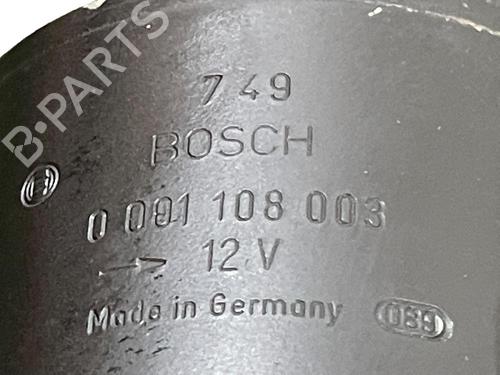 749
BOSCH
0 001 108 003
12 V
Made in Germany 089
B-PARTS